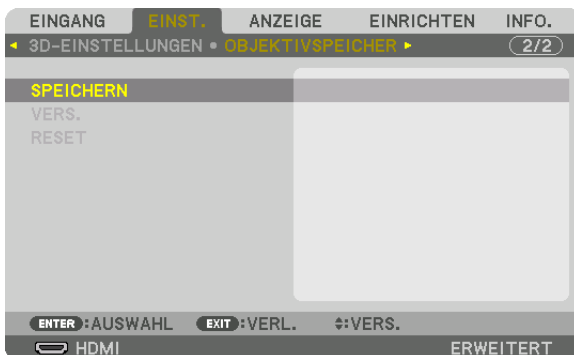 EINGANG EINST. ANZEIGE EINRICHTEN INFO.
3D-EINSTELLUNGEN • OBJEKTIVSPEICHER 2/2
SPEICHERN
VERS.
RESET
ENTER :AUSWAHL EXIT :VERL. :VERS.
HDMI ERWEITERT